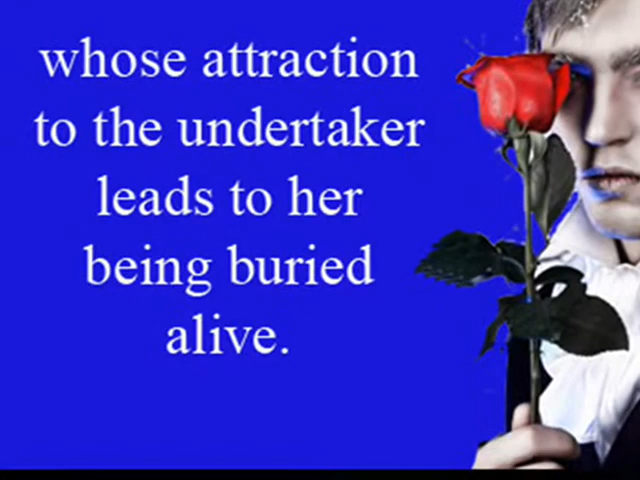 whose attraction
to the undertaker
leads to her
being buried
alive.